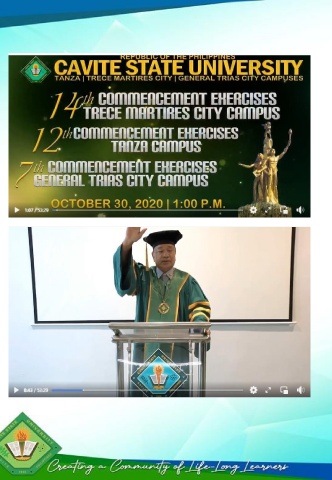 REPUBLIC OF THE PHILIPPINES
CAVITE STATE UNIVERSITY
TANZA | TRECE MARTIRES CITY | GENERAL TRIAS CITY CAMPUSES
14th COMMENCEMENT EXERCISES
TRECE MARTIRES CITY CAMPUS
12th COMMENCEMENT EXERCISES
TANZA CAMPUS
7th COMMENCEMENT EXERCISES
GENERAL TRIAS CITY CAMPUS
OCTOBER 30, 2020 | 1:00 P.M.
Creating a Community of Life-Long Learners